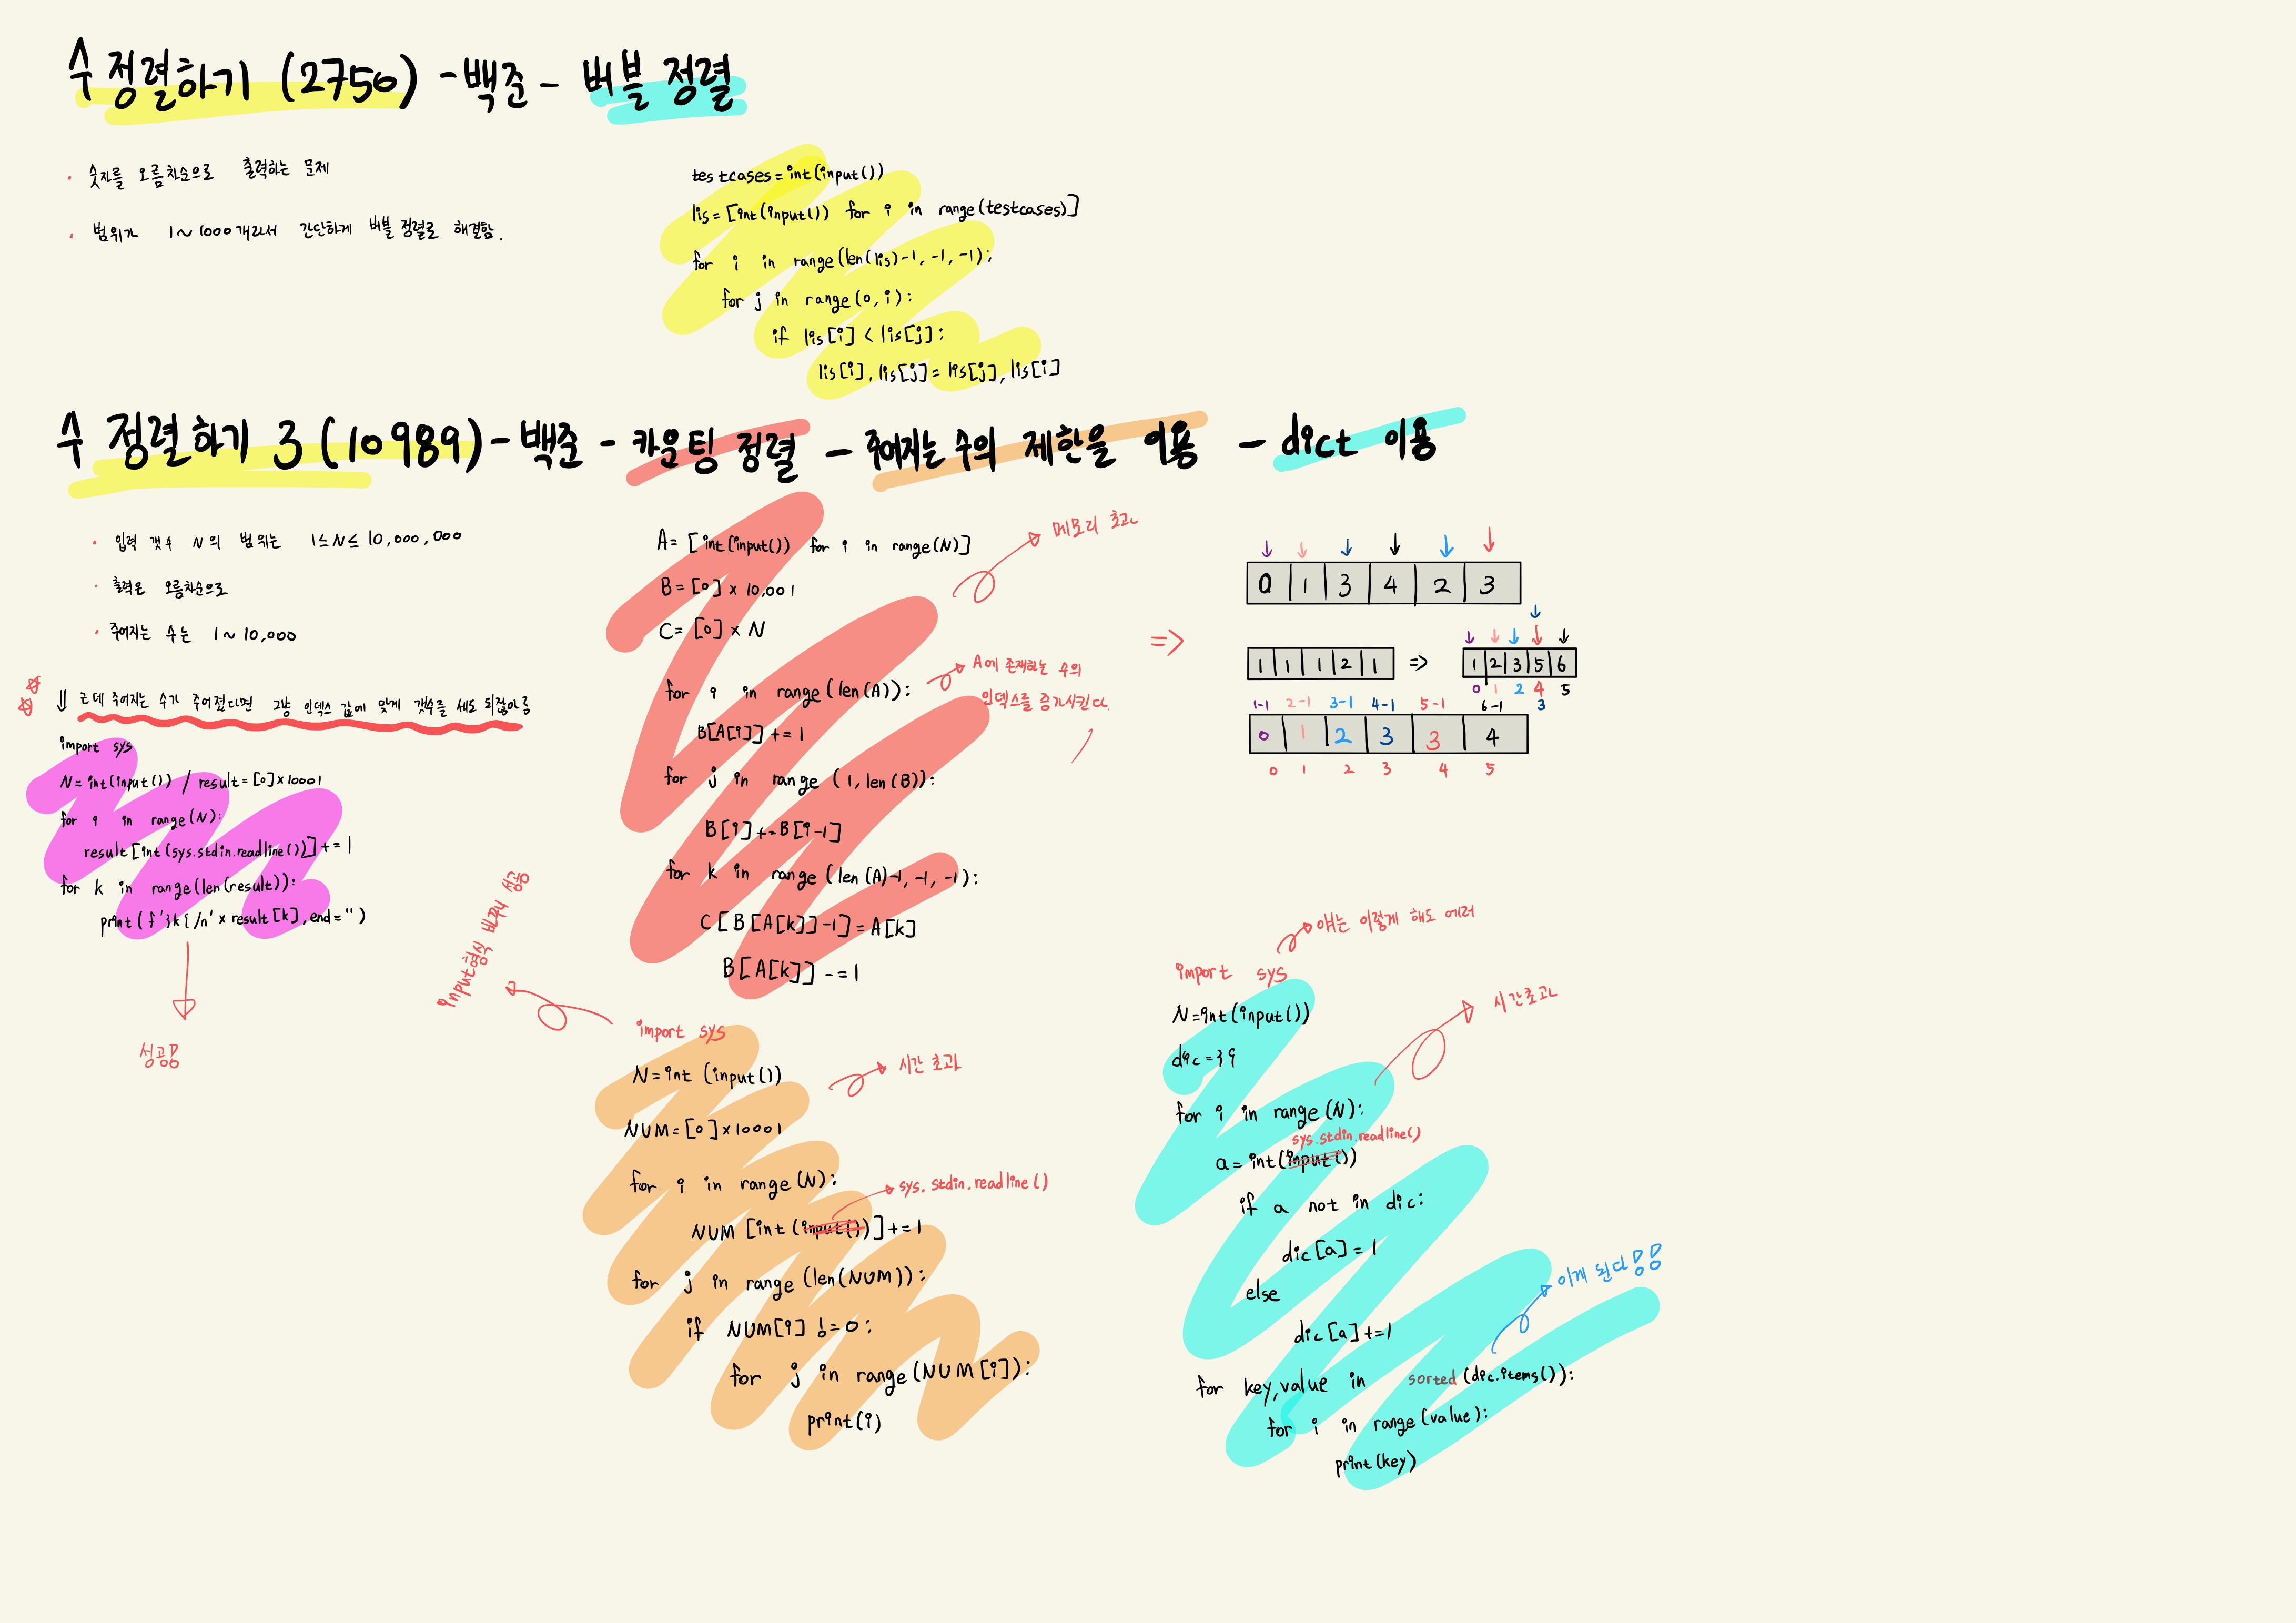 수 정렬하기 (2750) - 백준 - 버블 정렬
· 숫자를 오름차순으로 출력하는 문제
· 범위가 1~1000개라서 간단하게 버블 정렬로 해결함.
testcases=int(input())
lis=[int(input()) for i in range(testcases)]
for i in range(len(lis)-1, -1, -1):
for j in range(0, i):
if lis[i] < lis[j]:
lis[i], lis[j] = lis[j], lis[i]
수 정렬하기 3 (10989) - 백준 - 카운팅 정렬 - 주어지는 수의 제한을 이용 - dict 이용
· 입력 갯수 N의 범위는 1≤N≤10,000,000
· 출력은 오름차순으로
· 주어지는 수는 1~10,000
⇓ 근데 주어지는 수가 주어졌다면 그냥 인덱스 값에 맞게 갯수를 세도 되잖아?
import sys
N=int(input()) / result=[0]×10001
for i in range(N):
result[int(sys.stdin.readline())] += 1
for k in range(len(result)):
print(f'}k{/n' × result[k], end='')
성공!
A= [int(input()) for i in range(N)]
메모리 초과
B=[0] × 10,001
C=[0] × N
for i in range(len(A)):
A에 존재하는 수의
인덱스를 증가시킨다.
B[A[i]] += 1
for j in range (1, len(B)):
B[i] += B[i-1]
for k in range (len(A)-1, -1, -1):
C[B[A[k]]-1] = A[k]
B[A[k]] -= 1
=>
0 1 3 4 2 3
1 1 1 2 1 => 1 2 3 5 6
0 1 2 4 5
1-1 2-1 3-1 4-1 5-1 6-1 3
0 1 2 3 3 4
0 1 2 3 4 5
input형식 바꾸니 성공
import sys
N=int (input())
시간 초과
NUM=[0]×10001
for i in range(N):
sys.stdin.readline()
NUM [int(input())] += 1
for j in range (len(NUM)):
if NUM[i] != 0:
for j in range(NUM[i]):
print(i)
얘는 이렇게 해도 에러
import sys
N=int(input())
시간초과
dic=}{
for i in range(N):
sys.stdin.readline()
a = int(input())
if a not in dic:
dic[a] = 1
else
dic[a] += 1
이게 된다!!
for key,value in sorted (dic.items()):
for i in range(value):
print(key)